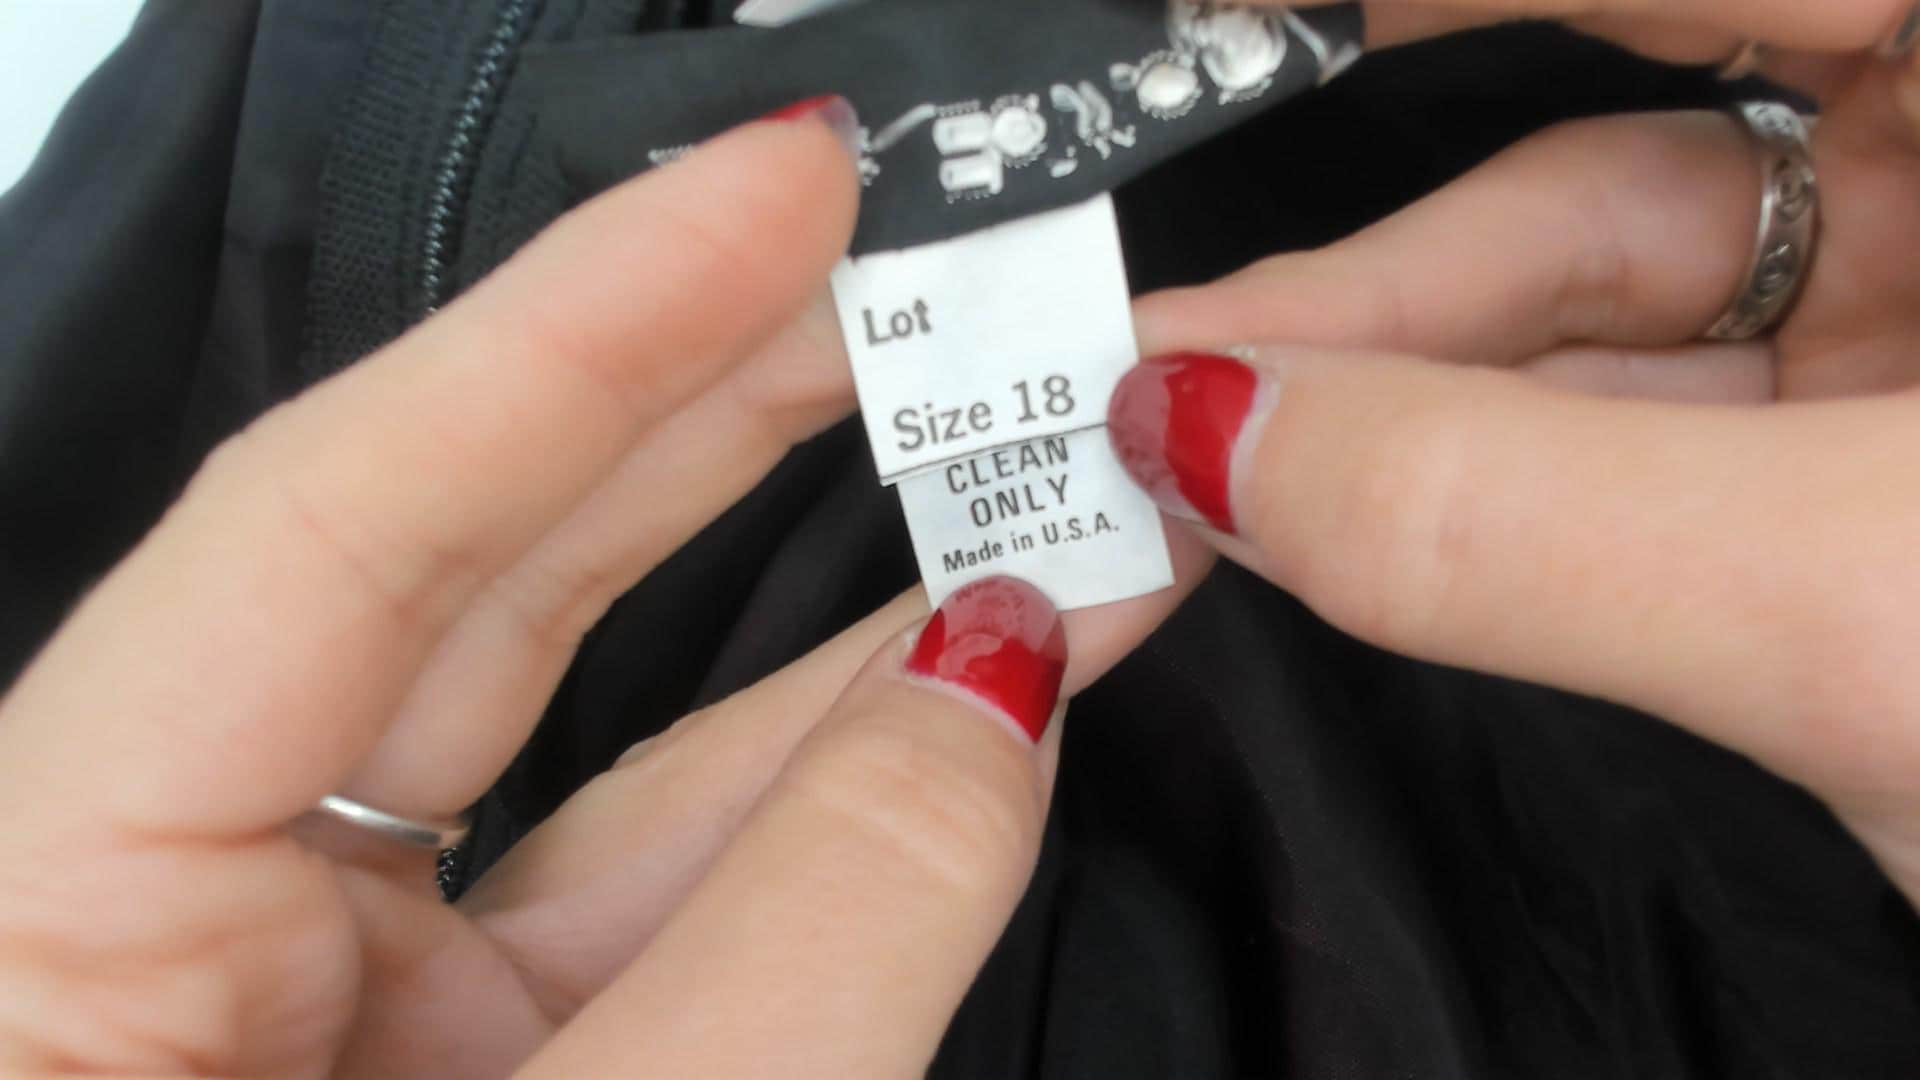 Lot
Size 18
CLEAN
ONLY
Made in U.S.A.